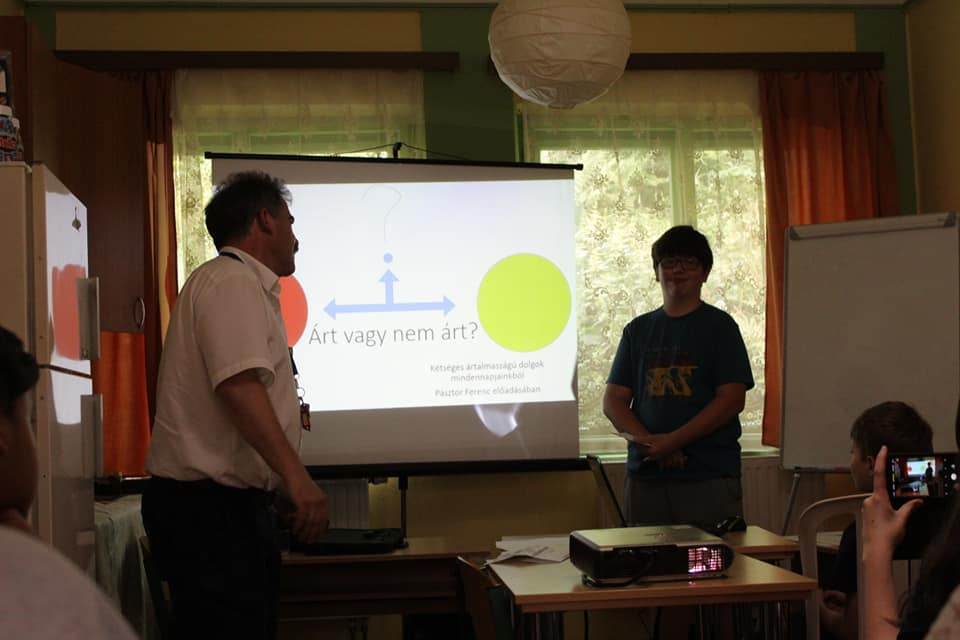 ?
Árt vagy nem árt?
Kétséges ártalmasságú dolgok
mindennapjainkból
Pásztor Ferenc előadásában